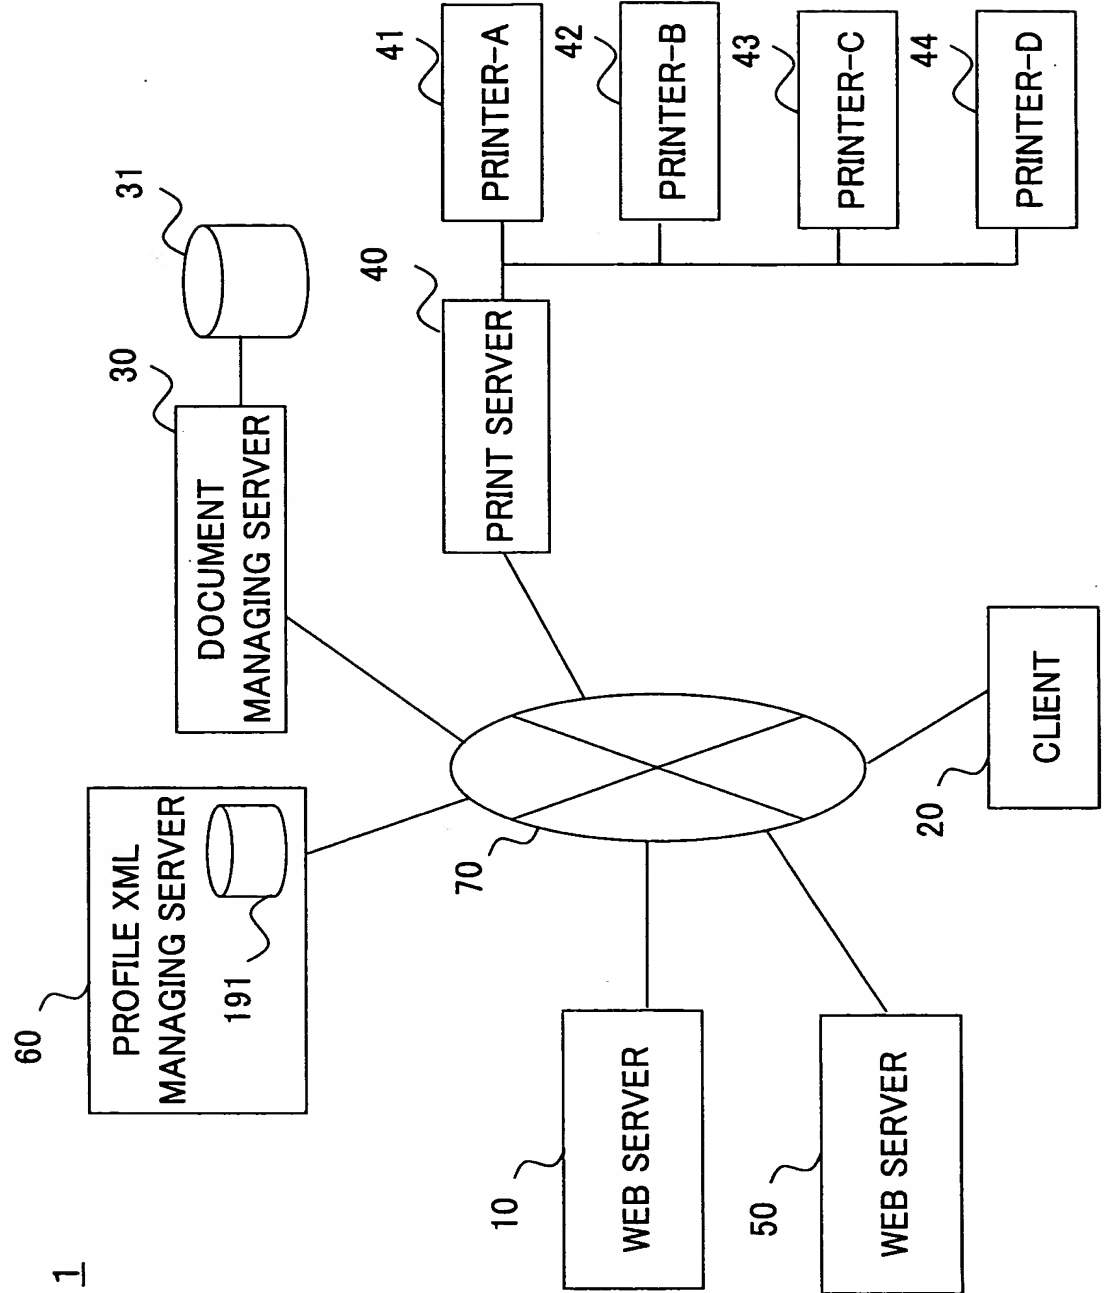 1
60
PROFILE XML
MANAGING SERVER
191
30
DOCUMENT
MANAGING SERVER
31
10
WEB SERVER
70
40
PRINT SERVER
41
PRINTER-A
42
PRINTER-B
43
PRINTER-C
44
PRINTER-D
50
WEB SERVER
20
CLIENT